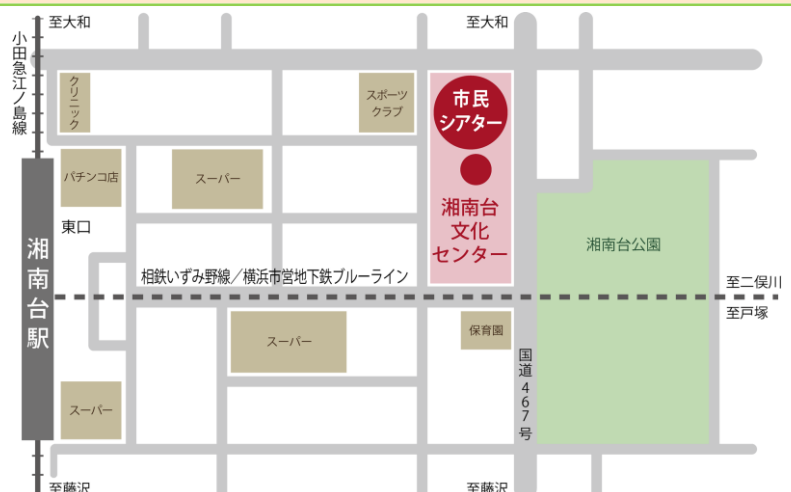 至大和
至大和
小田急江ノ島線
クリニック
スポーツ
クラブ
市民
シアター
パチンコ店
スーパー
東口
湘南台
文化
センター
湘南台公園
湘南台駅
相鉄いずみ野線／横浜市営地下鉄ブルーライン
至二俣川
至戸塚
スーパー
保育園
国道467号
スーパー
至藤沢
至藤沢